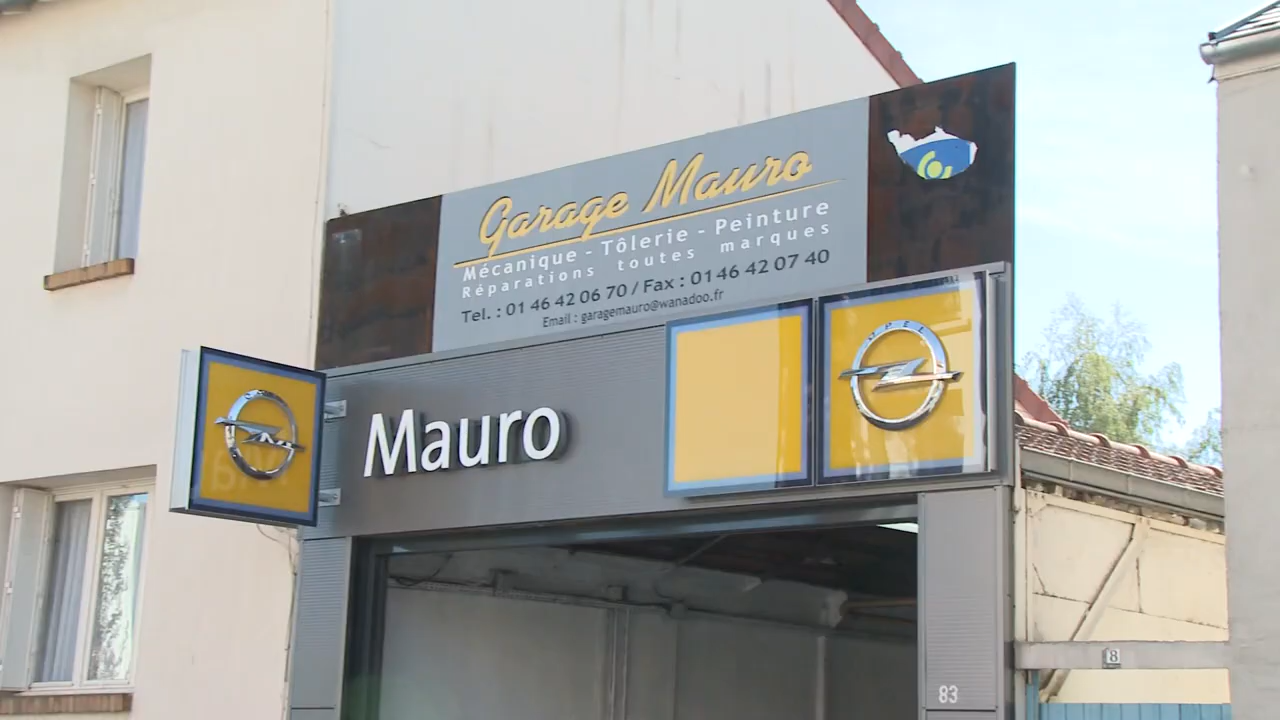 Garage Mauro
Mécanique - Tôlerie - Peinture
Réparations toutes marques
Tel. : 01 46 42 06 70 / Fax : 01 46 42 07 40
Email : garagemauro@wanadoo.fr
Mauro
OPEL
83
8